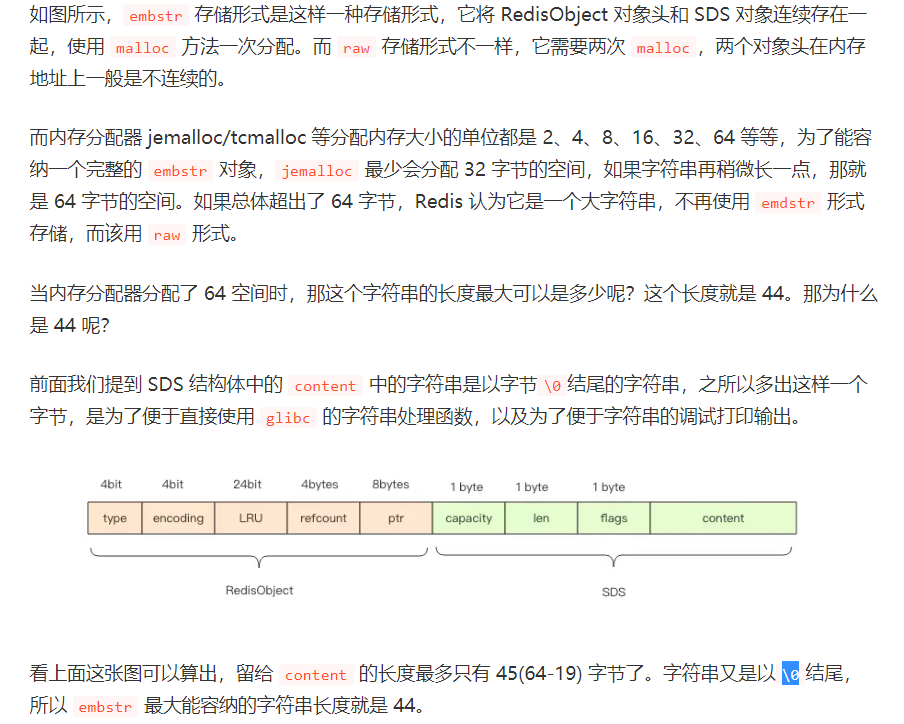 如图所示，embstr 存储形式是这样一种存储形式，它将 RedisObject 对象头和 SDS 对象连续存在一
起，使用 malloc 方法一次分配。而 raw 存储形式不一样，它需要两次 malloc，两个对象头在内存
地址上一般是不连续的。
而内存分配器 jemalloc/tcmalloc 等分配内存大小的单位都是 2、4、8、16、32、64 等等，为了能容
纳一个完整的 embstr 对象，jemalloc 最少会分配 32 字节的空间，如果字符串再稍微长一点，那就
是 64 字节的空间。如果总体超出了 64 字节，Redis 认为它是一个大字符串，不再使用 emdstr 形式
存储，而该用 raw 形式。
当内存分配器分配了 64 空间时，那这个字符串的长度最大可以是多少呢？这个长度就是 44。那为什么
是 44 呢？
前面我们提到 SDS 结构体中的 content 中的字符串是以字节 \0 结尾的字符串，之所以多出这样一个
字节，是为了便于直接使用 glibc 的字符串处理函数，以及为了便于字符串的调试打印输出。
4bit 4bit 24bit 4bytes 8bytes 1 byte 1 byte 1 byte
type encoding LRU refcount ptr capacity len flags content
RedisObject SDS
看上面这张图可以算出，留给 content 的长度最多只有 45(64-19) 字节了。字符串又是以 \0 结尾，
所以 embstr 最大能容纳的字符串长度就是 44。